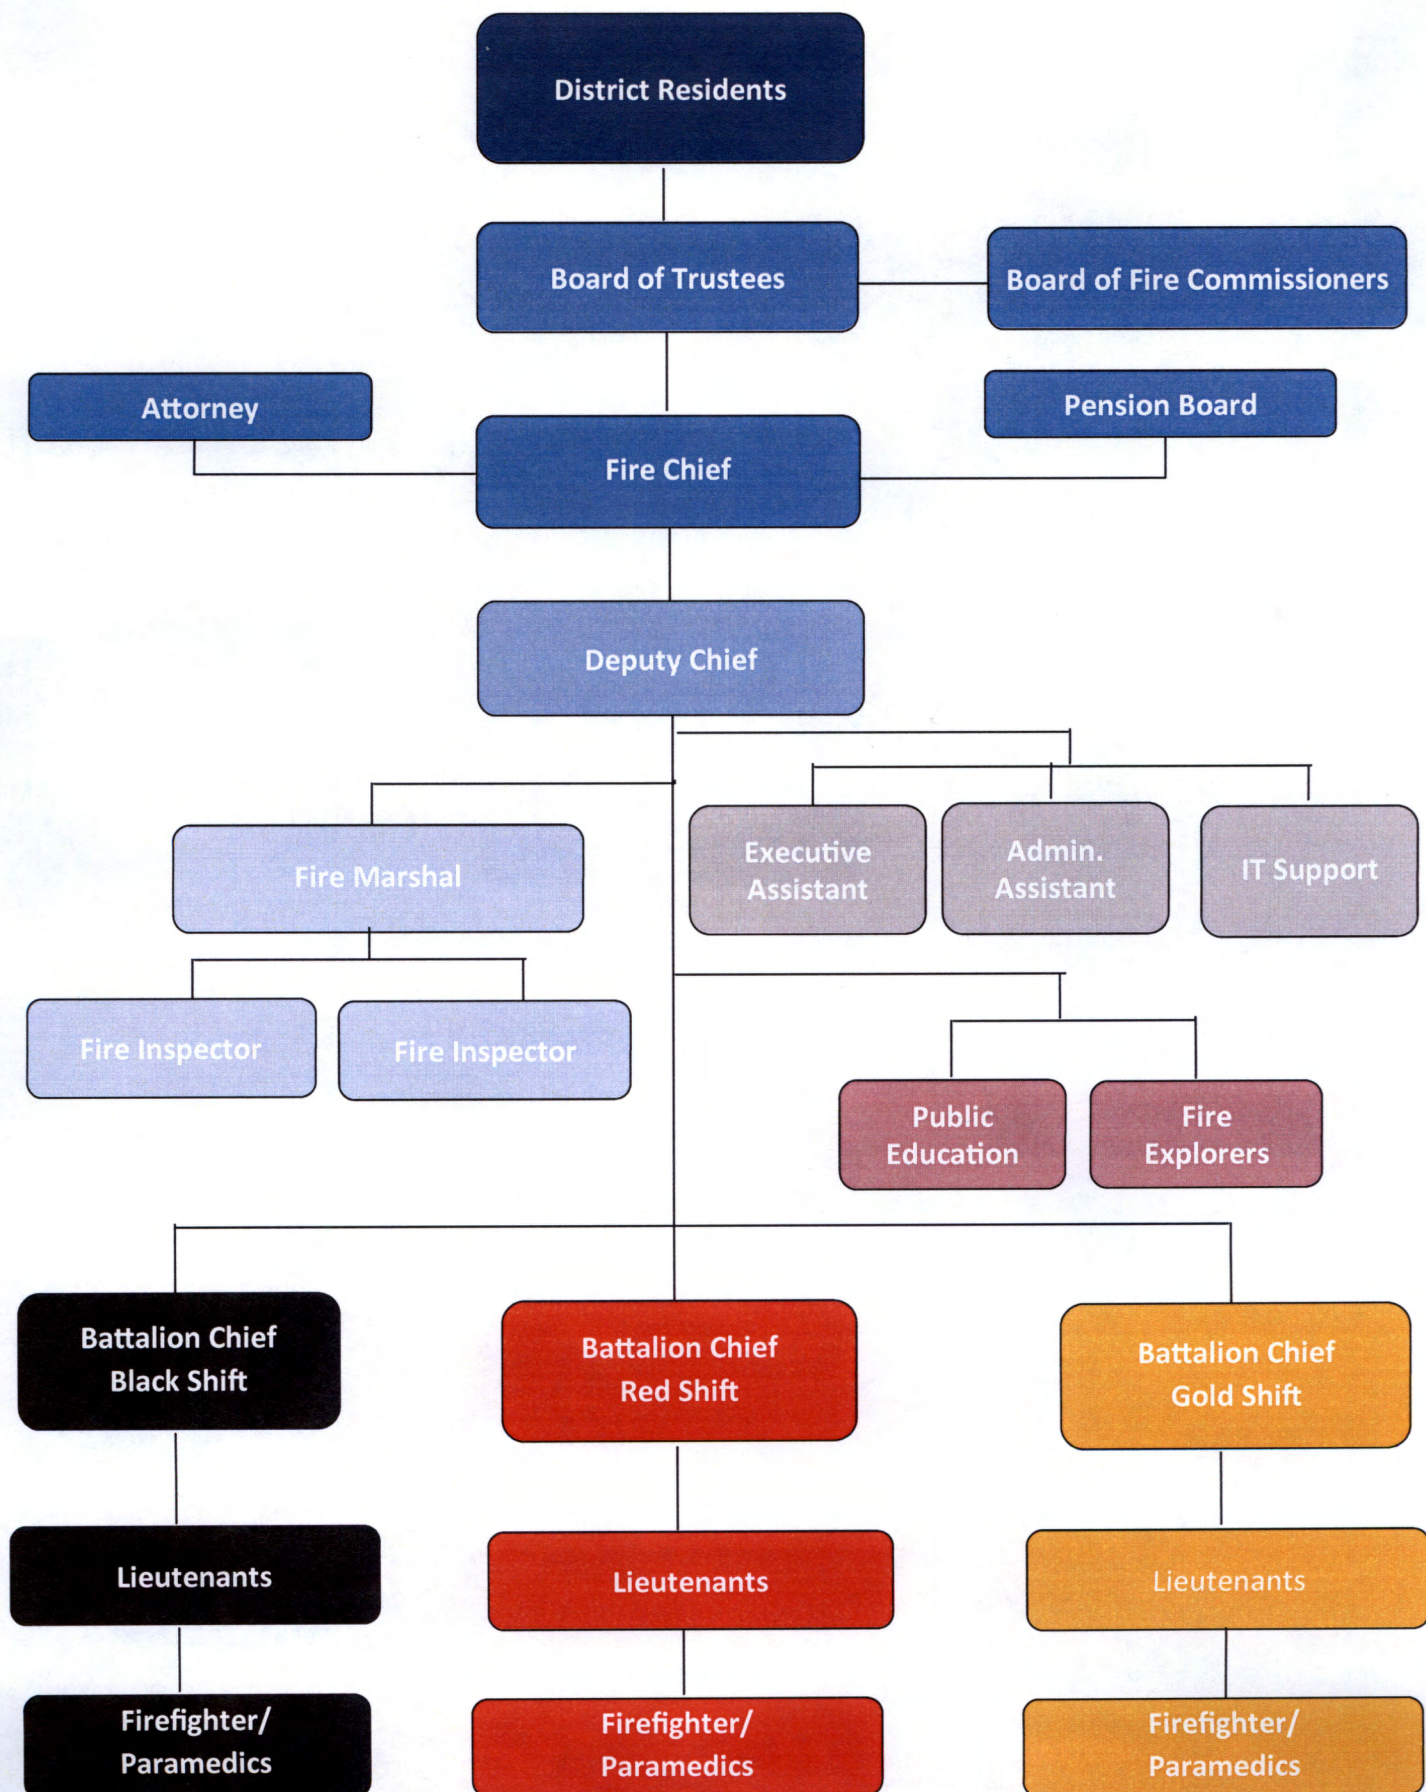 District Residents
Board of Trustees
Board of Fire Commissioners
Attorney
Pension Board
Fire Chief
Deputy Chief
Executive
Assistant
Admin.
Assistant
IT Support
Fire Marshal
Fire Inspector
Fire Inspector
Public
Education
Fire
Explorers
Battalion Chief
Black Shift
Battalion Chief
Red Shift
Battalion Chief
Gold Shift
Lieutenants
Lieutenants
Lieutenants
Firefighter/
Paramedics
Firefighter/
Paramedics
Firefighter/
Paramedics